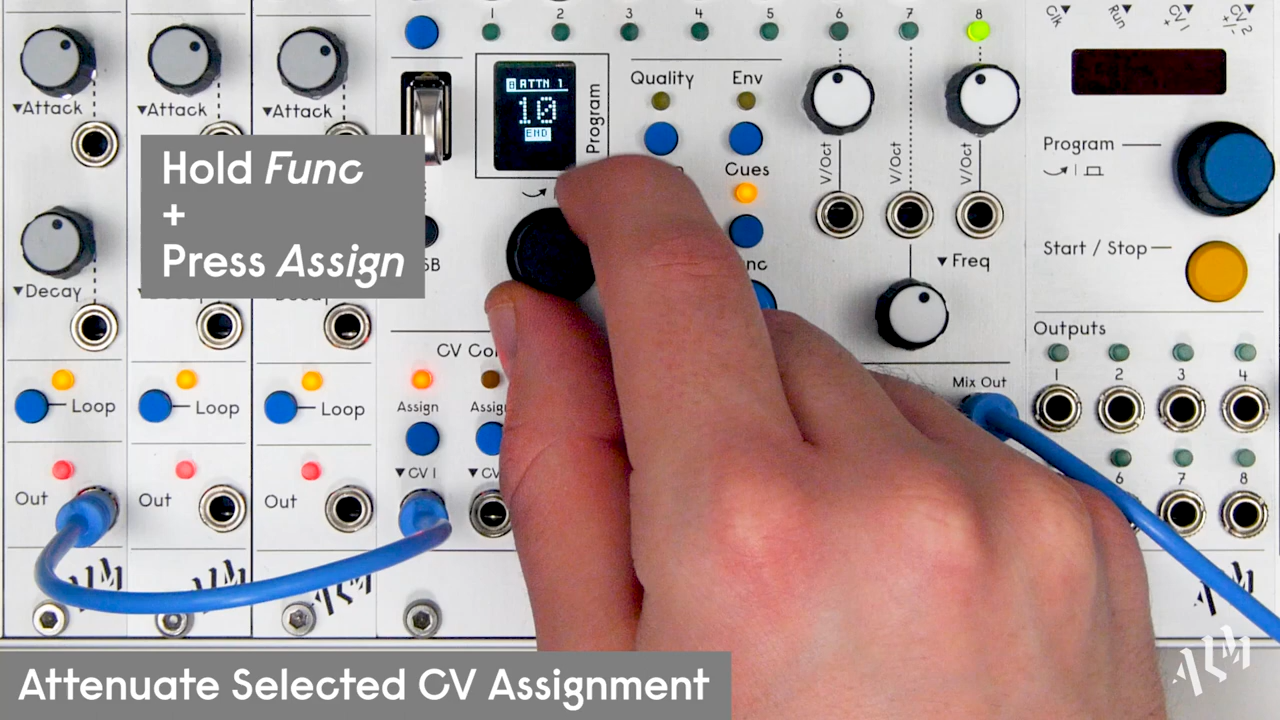 1 2 3 4 5 6 7 8
Clk▼ Run▼ CV 1 +▼ CV 2 +/-▼
▼Attack
▼Attack
▼Attack
ATTN 1
10
END
Program
Quality
Env
Cues
V/Oct
V/Oct
V/Oct
Program
Start / Stop
▼Freq
Hold Func
+
Press Assign
▼Decay
Outputs
1 2 3 4
6 7 8
Mix Out
Assign
▼CV 1
Loop
Loop
Loop
Out
Out
Out
ALM
Attenuate Selected CV Assignment